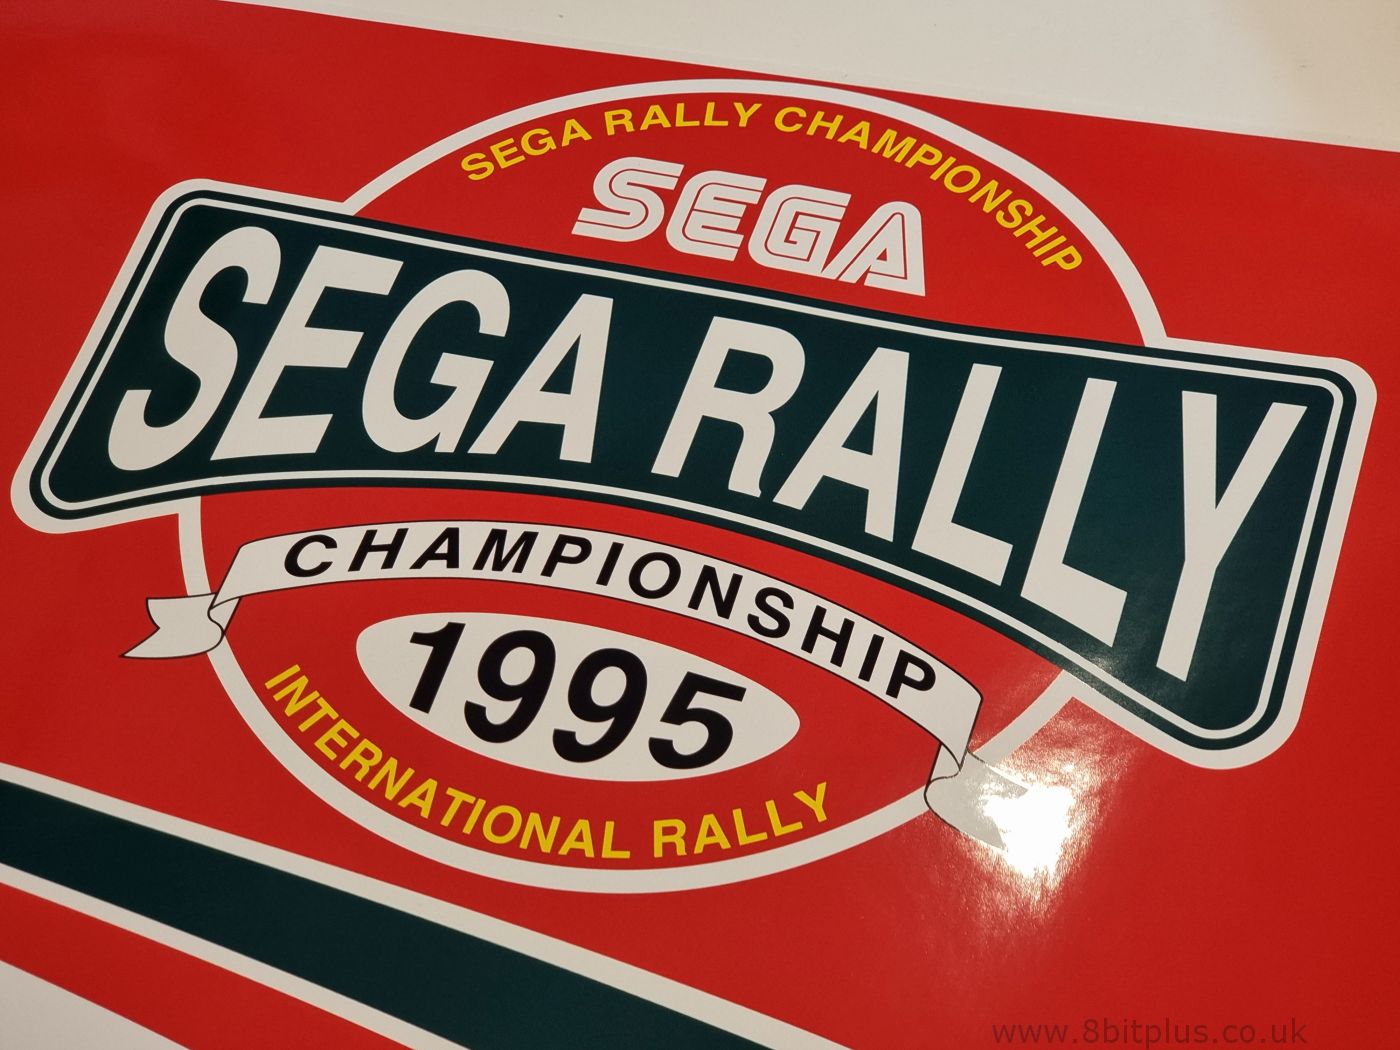 SEGA RALLY CHAMPIONSHIP
SEGA
SEGA RALLY
CHAMPIONSHIP
1995
INTERNATIONAL RALLY
www.8bitplus.co.uk